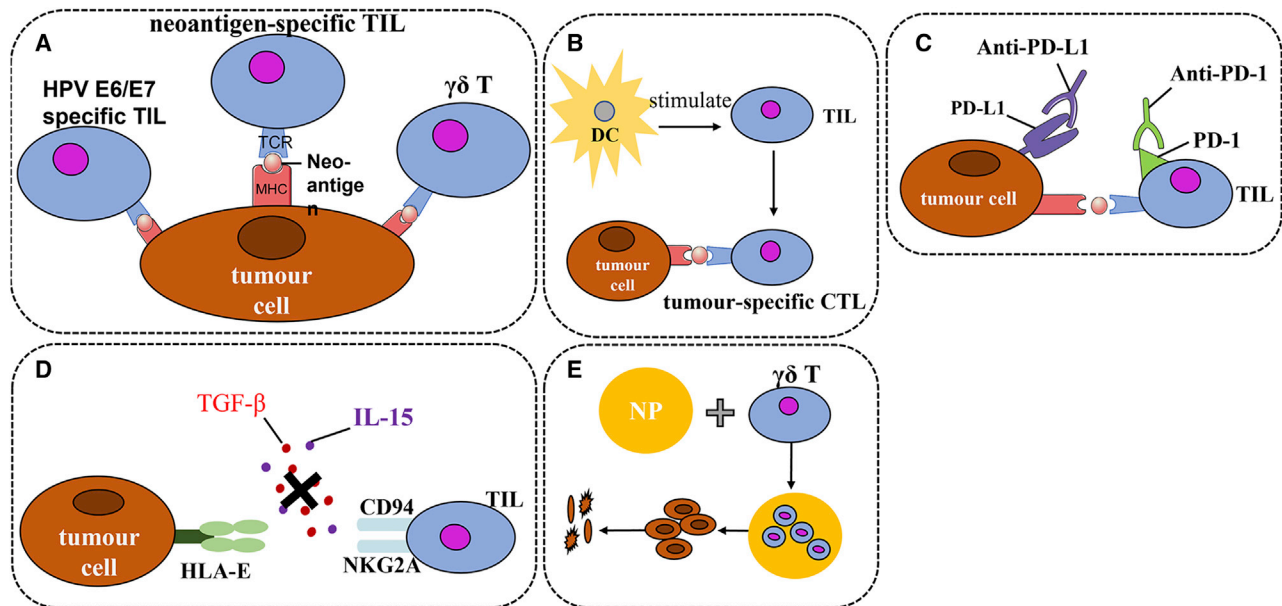 A
neoantigen-specific TIL
HPV E6/E7
specific TIL
γδ T
TCR
Neo-
antige
n
MHC
tumour
cell
B
DC
stimulate
TIL
tumour
cell
tumour-specific CTL
C
Anti-PD-L1
Anti-PD-1
PD-L1
PD-1
tumour cell
TIL
D
TGF-β
IL-15
CD94
TIL
tumour
cell
HLA-E
NKG2A
E
γδ T
NP